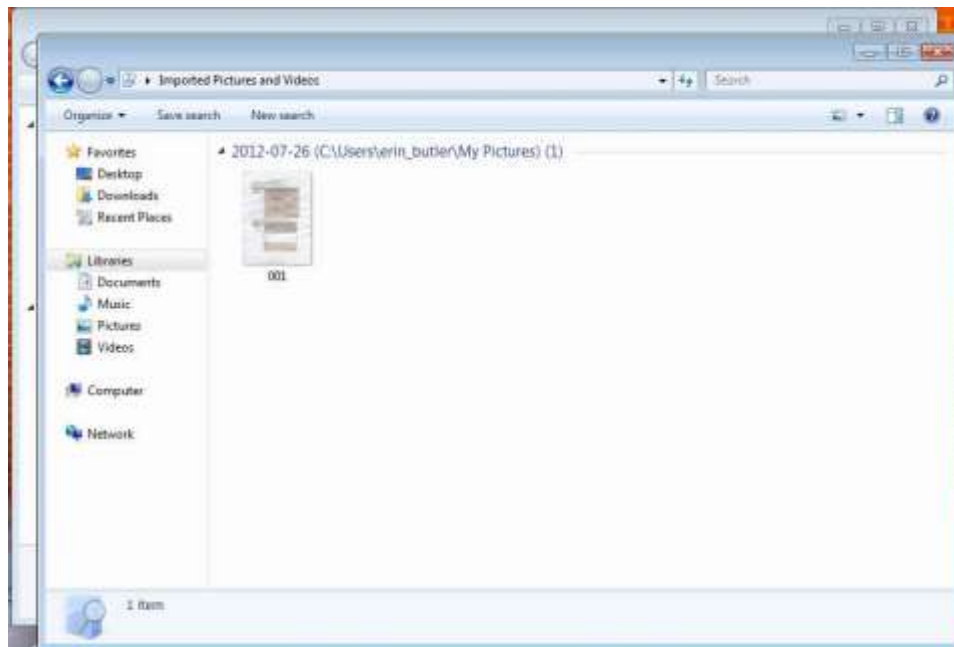 Imported Pictures and Videos
Search
Organize
Save search
New search
Favorites
Desktop
Downloads
Recent Places
Libraries
Documents
Music
Pictures
Videos
Computer
Network
2012-07-26 (C:\Users\erin_butler\My Pictures) (1)
001
1 item